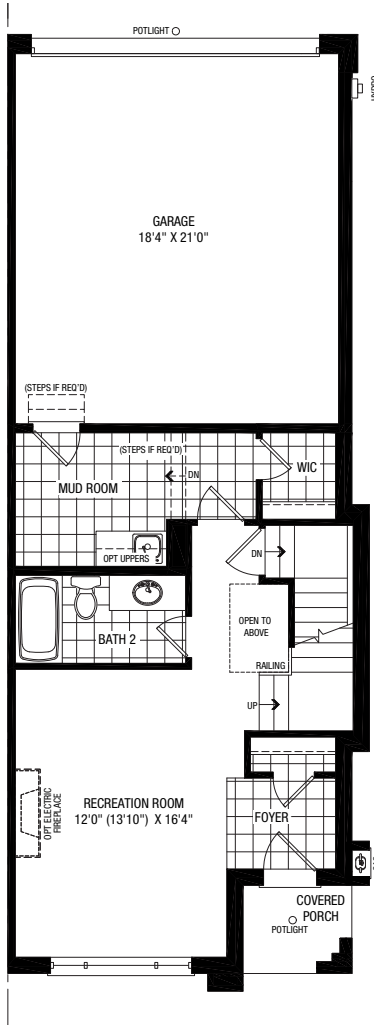 POTLIGHT
HYDRO
GARAGE
18'4" X 21'0"
(STEPS IF REQ'D)
(STEPS IF REQ'D)
WIC
DN
MUD ROOM
OPT UPPERS
DN
OPEN TO
ABOVE
BATH 2
RAILING
UP
RECREATION ROOM
12'0" (13'10") X 16'4"
OPT ELECTRIC
FIREPLACE
FOYER
COVERED
PORCH
POTLIGHT